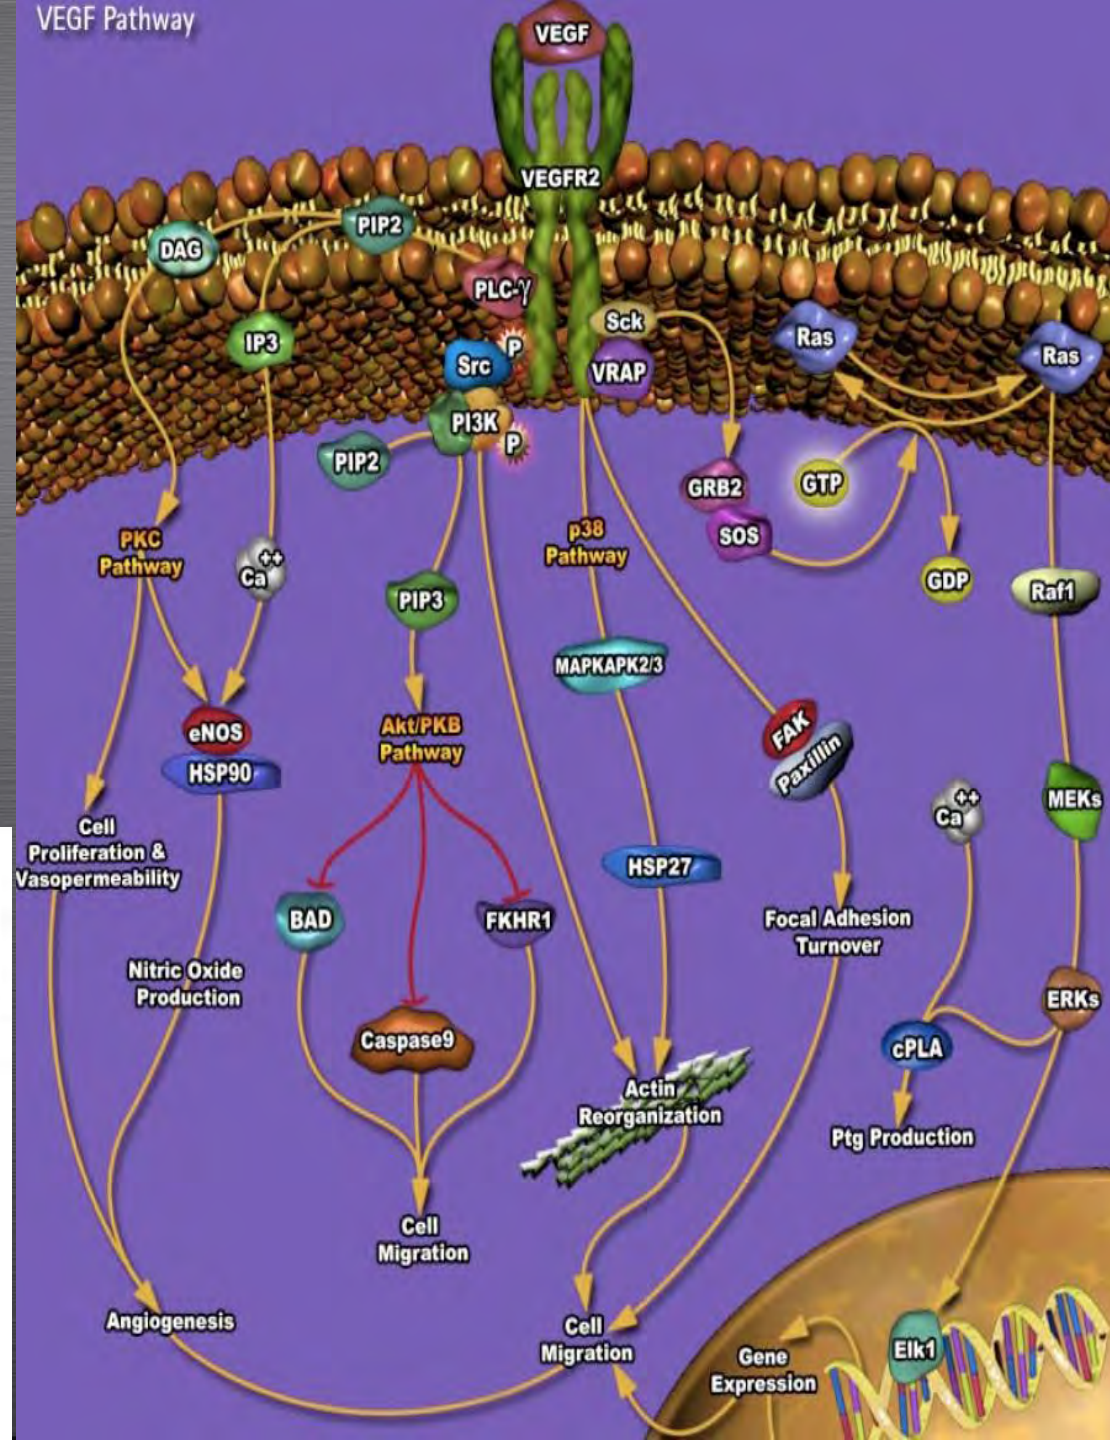 VEGF Pathway
VEGF
VEGFR2
PIP2
DAG
PLC-γ
IP3
Sck
Ras
Ras
P
Src
VRAP
PI3K
P
PIP2
GRB2
GTP
SOS
p38
Pathway
PKC
Pathway
Ca++
GDP
PIP3
Raf1
MAPKAPK2/3
eNOS
HSP90
Akt/PKB
Pathway
FAK
Paxillin
Ca++
MEKs
Cell
Proliferation &
Vasopermeability
HSP27
BAD
FKHR1
Focal Adhesion
Turnover
Nitric Oxide
Production
ERKs
Caspase9
cPLA
Actin
Reorganization
Ptg Production
Cell
Migration
Angiogenesis
Cell
Migration
Gene
Expression
Elk1